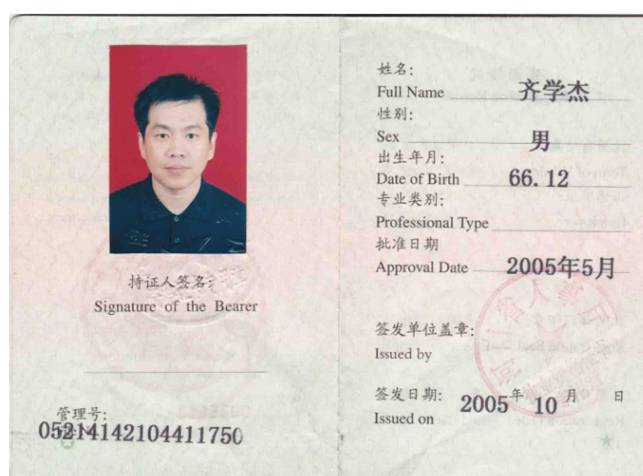 持证人签名:
Signature of the Bearer
管理号:
05214142104411750
姓名:
Full Name 齐学杰
性别:
Sex 男
出生年月:
Date of Birth 66.12
专业类别:
Professional Type
批准日期
Approval Date 2005年5月
签发单位盖章:
Issued by
签发日期: 2005年10月 日
Issued on